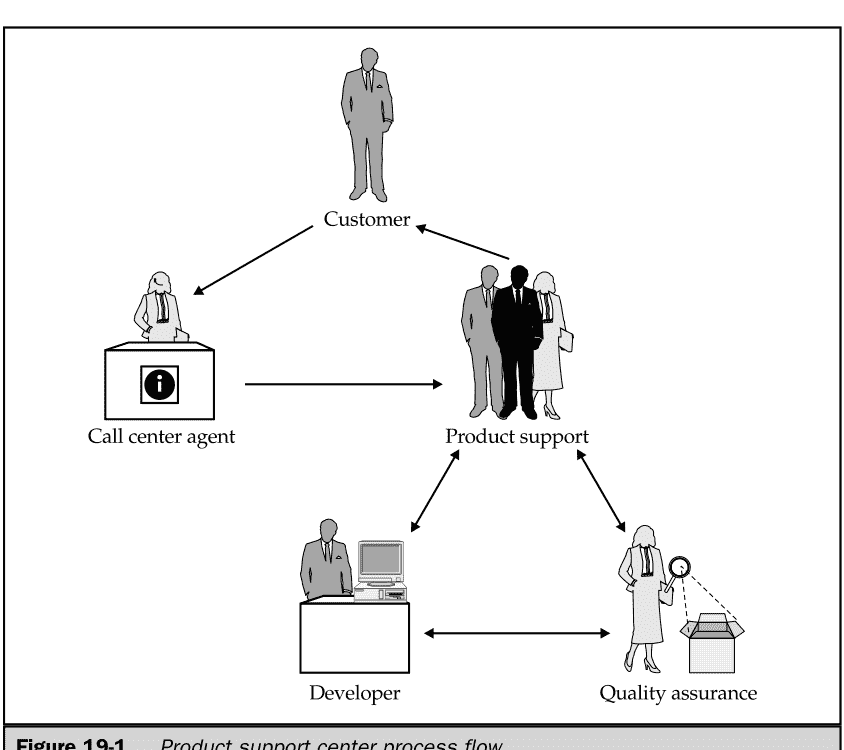 Customer
Call center agent
Product support
Developer
Quality assurance
Figure 19-1 Product support center process flow